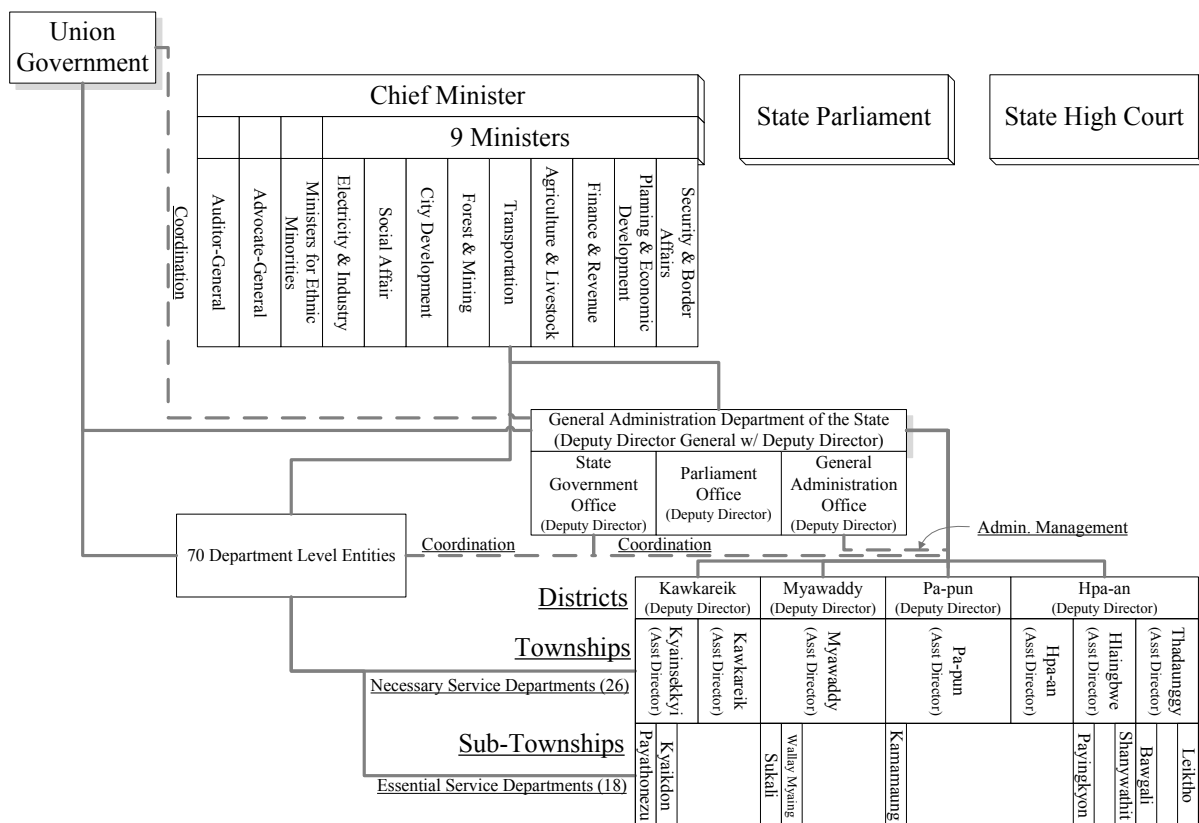 Union
Government
Chief Minister
9 Ministers
State Parliament
State High Court
Coordination
Auditor-General
Advocate-General
Ministers for Ethnic
Minorities
Electricity & Industry
Social Affair
City Development
Forest & Mining
Transportation
Agriculture & Livestock
Finance & Revenue
Planning & Economic
Development
Security & Border
Affairs
General Administration Department of the State
(Deputy Director General w/ Deputy Director)
State
Government
Office
(Deputy Director)
Parliament
Office
(Deputy Director)
General
Administration
Office
(Deputy Director)
Admin. Management
70 Department Level Entities
Coordination
Coordination
Districts
Kawkareik
(Deputy Director)
Myawaddy
(Deputy Director)
Pa-pun
(Deputy Director)
Hpa-an
(Deputy Director)
Townships
Necessary Service Departments (26)
Kyainsekkyi
(Asst Director)
Kawkareik
(Asst Director)
Myawaddy
(Asst Director)
Pa-pun
(Asst Director)
Hpa-an
(Asst Director)
Hlaingbwe
(Asst Director)
Thadaunggy
(Asst Director)
Sub-Townships
Essential Service Departments (18)
Payathonezu
Kyaikdon
Sukali
Wallay Myaing
Kamamaung
Payingkyon
Shanywathit
Bawgali
Leiktho